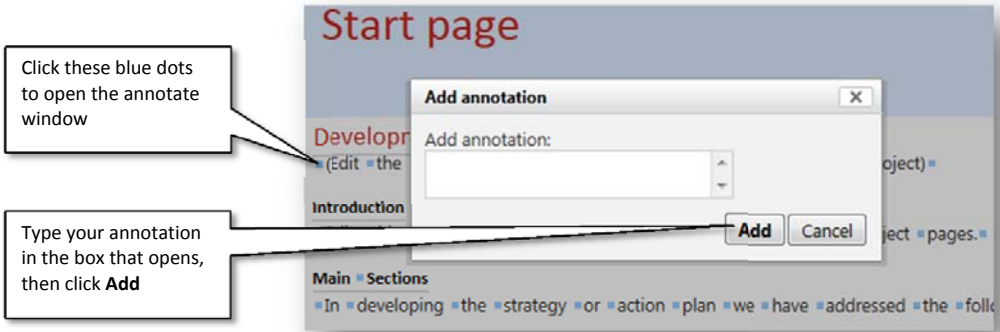 Start page
Click these blue dots
to open the annotate
window
Add annotation
X
Add annotation:
Developr
(Edit the
oject)
Introduction
Type your annotation
in the box that opens,
then click Add
Add
Cancel
ject pages.
Main Sections
In developing the strategy or action plan we have addressed the follo